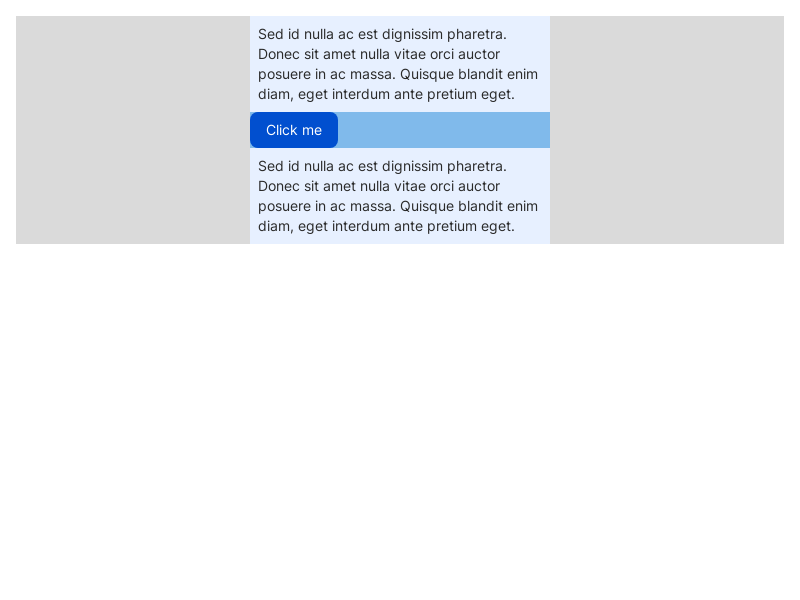 Sed id nulla ac est dignissim pharetra.
Donec sit amet nulla vitae orci auctor
posuere in ac massa. Quisque blandit enim
diam, eget interdum ante pretium eget.
Click me
Sed id nulla ac est dignissim pharetra.
Donec sit amet nulla vitae orci auctor
posuere in ac massa. Quisque blandit enim
diam, eget interdum ante pretium eget.